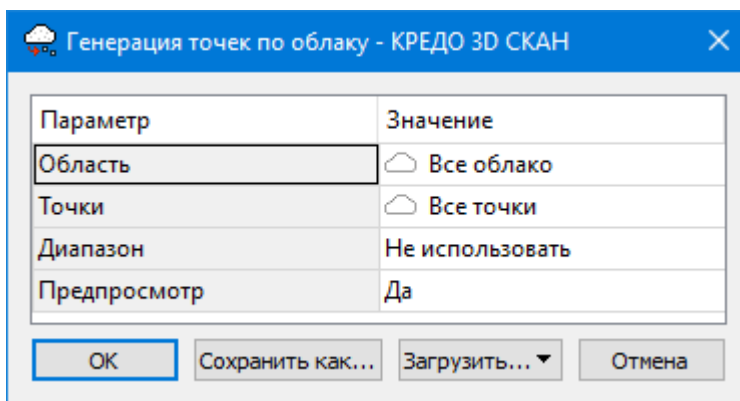 Генерация точек по облаку - КРЕДО 3D СКАН
Параметр Значение
Область Все облако
Точки Все точки
Диапазон Не использовать
Предпросмотр Да
ОК Сохранить как... Загрузить... Отмена